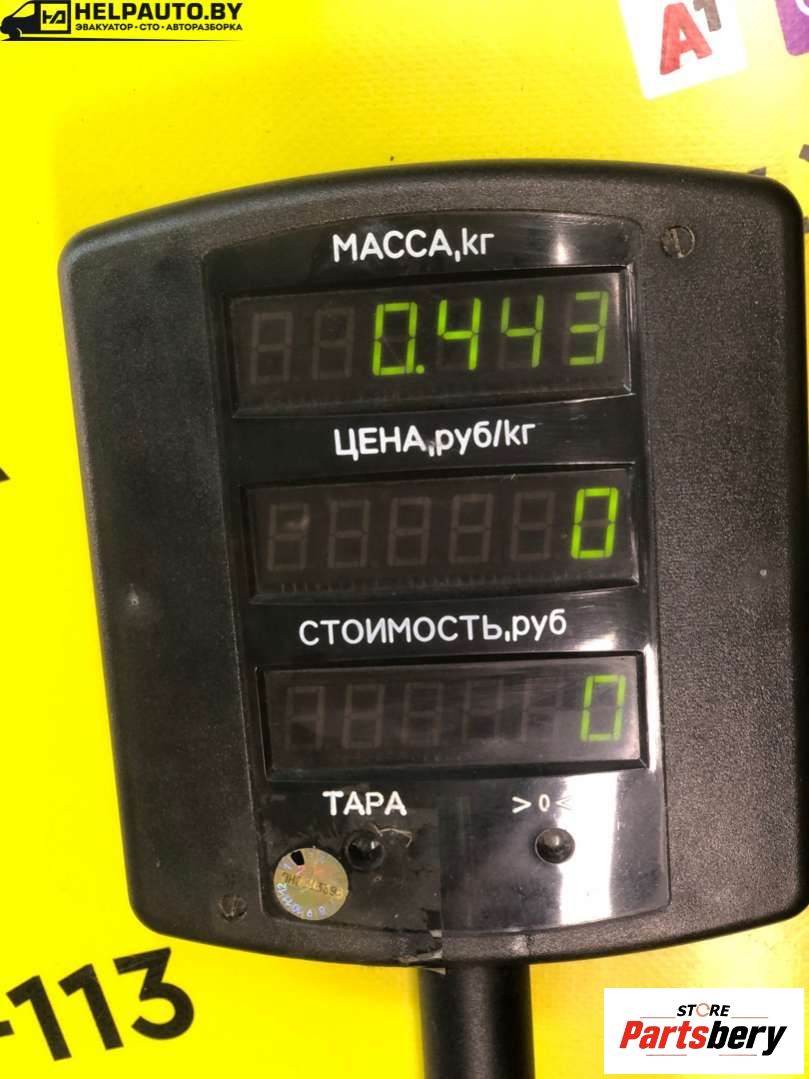 HELPAUTO.BY
ЭВАКУАТОР • СТО • АВТОРАЗБОРКА
A1
МАССА,кг
0.443
ЦЕНА,руб/кг
0
СТОИМОСТЬ,руб
0
ТАРА >0<
-113
STORE
Partsbery